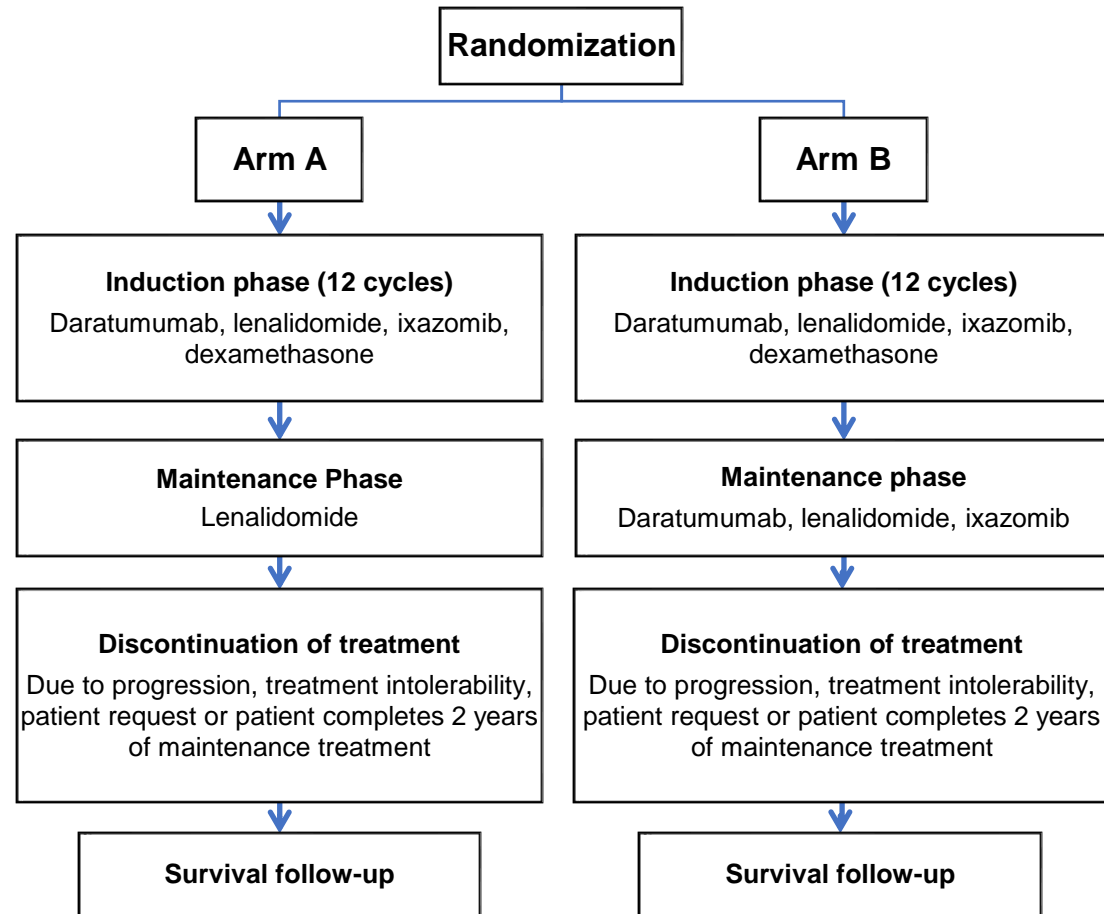 Randomization
Arm A
Arm B
Induction phase (12 cycles)
Daratumumab, lenalidomide, ixazomib,
dexamethasone
Induction phase (12 cycles)
Daratumumab, lenalidomide, ixazomib,
dexamethasone
Maintenance Phase
Lenalidomide
Maintenance phase
Daratumumab, lenalidomide, ixazomib
Discontinuation of treatment
Due to progression, treatment intolerability,
patient request or patient completes 2 years
of maintenance treatment
Discontinuation of treatment
Due to progression, treatment intolerability,
patient request or patient completes 2 years
of maintenance treatment
Survival follow-up
Survival follow-up